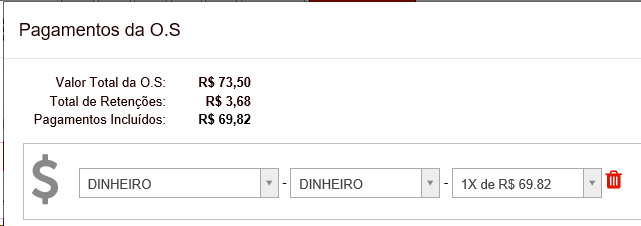 Pagamentos da O.S
Valor Total da O.S: R$ 73,50
Total de Retenções: R$ 3,68
Pagamentos Incluídos: R$ 69,82
$ DINHEIRO - DINHEIRO - 1X de R$ 69.82